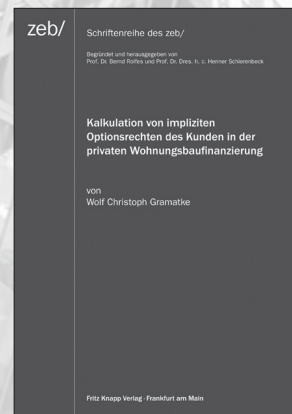 zeb/
Schriftenreihe des zeb/
Begründet und herausgegeben von
Prof. Dr. Bernd Rolfes und Prof. Dr. Dres. h. c. Henner Schierenbeck
Kalkulation von impliziten
Optionsrechten des Kunden in der
privaten Wohnungsbaufinanzierung
von
Wolf Christoph Gramatke
Fritz Knapp Verlag · Frankfurt am Main